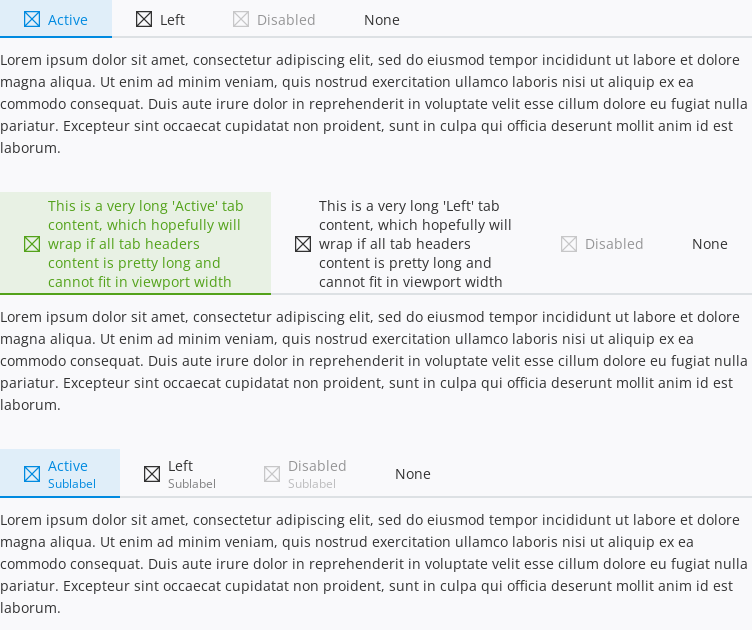 Active Left Disabled None
Lorem ipsum dolor sit amet, consectetur adipiscing elit, sed do eiusmod tempor incididunt ut labore et dolore
magna aliqua. Ut enim ad minim veniam, quis nostrud exercitation ullamco laboris nisi ut aliquip ex ea
commodo consequat. Duis aute irure dolor in reprehenderit in voluptate velit esse cillum dolore eu fugiat nulla
pariatur. Excepteur sint occaecat cupidatat non proident, sunt in culpa qui officia deserunt mollit anim id est
laborum.
This is a very long 'Active' tab
content, which hopefully will
wrap if all tab headers
content is pretty long and
cannot fit in viewport width
This is a very long 'Left' tab
content, which hopefully will
wrap if all tab headers
content is pretty long and
cannot fit in viewport width
Disabled
None
Lorem ipsum dolor sit amet, consectetur adipiscing elit, sed do eiusmod tempor incididunt ut labore et dolore
magna aliqua. Ut enim ad minim veniam, quis nostrud exercitation ullamco laboris nisi ut aliquip ex ea
commodo consequat. Duis aute irure dolor in reprehenderit in voluptate velit esse cillum dolore eu fugiat nulla
pariatur. Excepteur sint occaecat cupidatat non proident, sunt in culpa qui officia deserunt mollit anim id est
laborum.
Active
Sublabel
Left
Sublabel
Disabled
Sublabel
None
Lorem ipsum dolor sit amet, consectetur adipiscing elit, sed do eiusmod tempor incididunt ut labore et dolore
magna aliqua. Ut enim ad minim veniam, quis nostrud exercitation ullamco laboris nisi ut aliquip ex ea
commodo consequat. Duis aute irure dolor in reprehenderit in voluptate velit esse cillum dolore eu fugiat nulla
pariatur. Excepteur sint occaecat cupidatat non proident, sunt in culpa qui officia deserunt mollit anim id est
laborum.